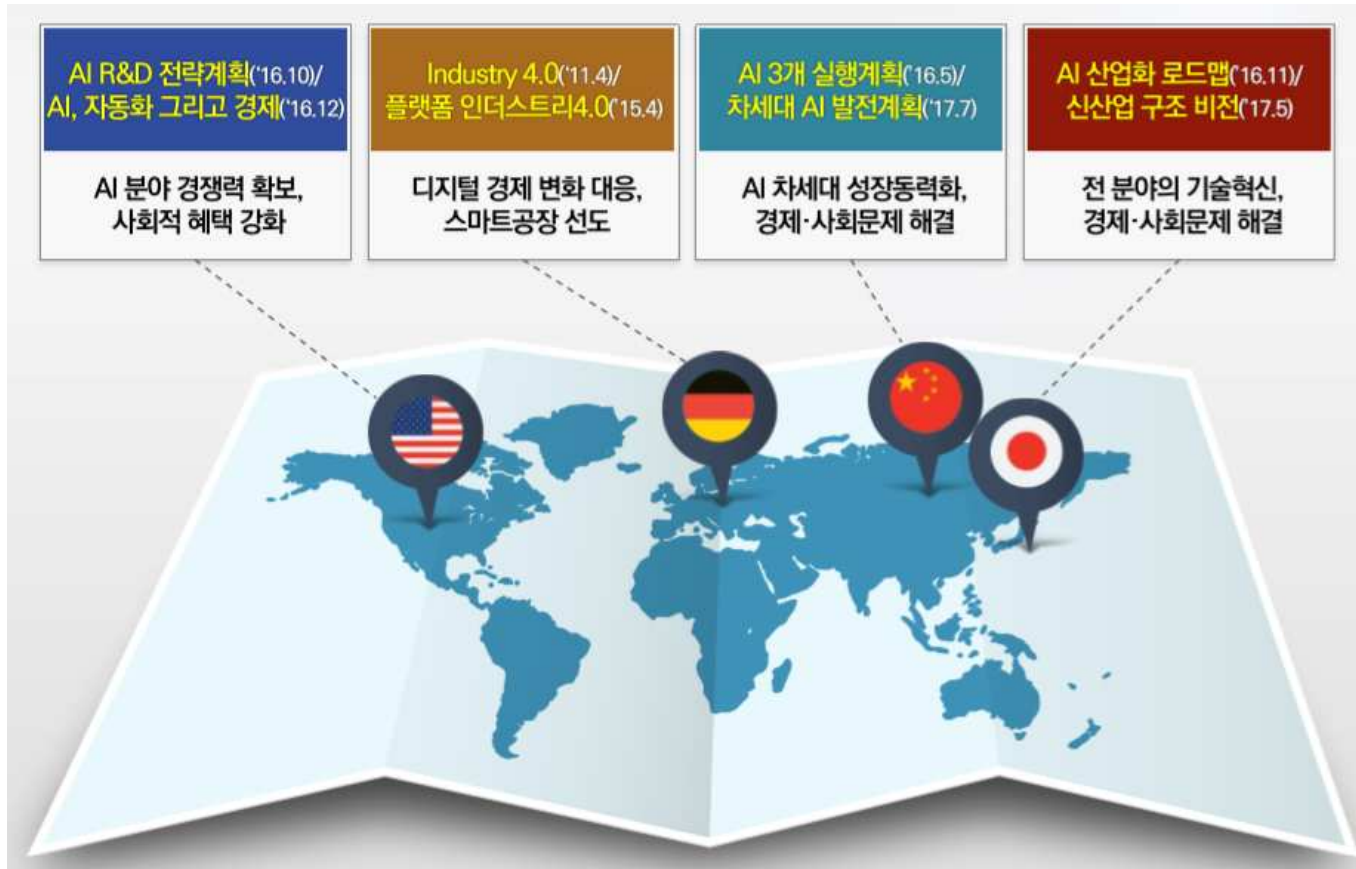 AI R&D 전략계획('16.10)/
AI, 자동화 그리고 경제('16.12)
AI 분야 경쟁력 확보,
사회적 혜택 강화
Industry 4.0('11.4)/
플랫폼 인더스트리4.0('15.4)
디지털 경제 변화 대응,
스마트공장 선도
AI 3개 실행계획('16.5)/
차세대 AI 발전계획('17.7)
AI 차세대 성장동력화,
경제·사회문제 해결
AI 산업화 로드맵('16.11)/
신산업 구조 비전('17.5)
전 분야의 기술혁신,
경제·사회문제 해결